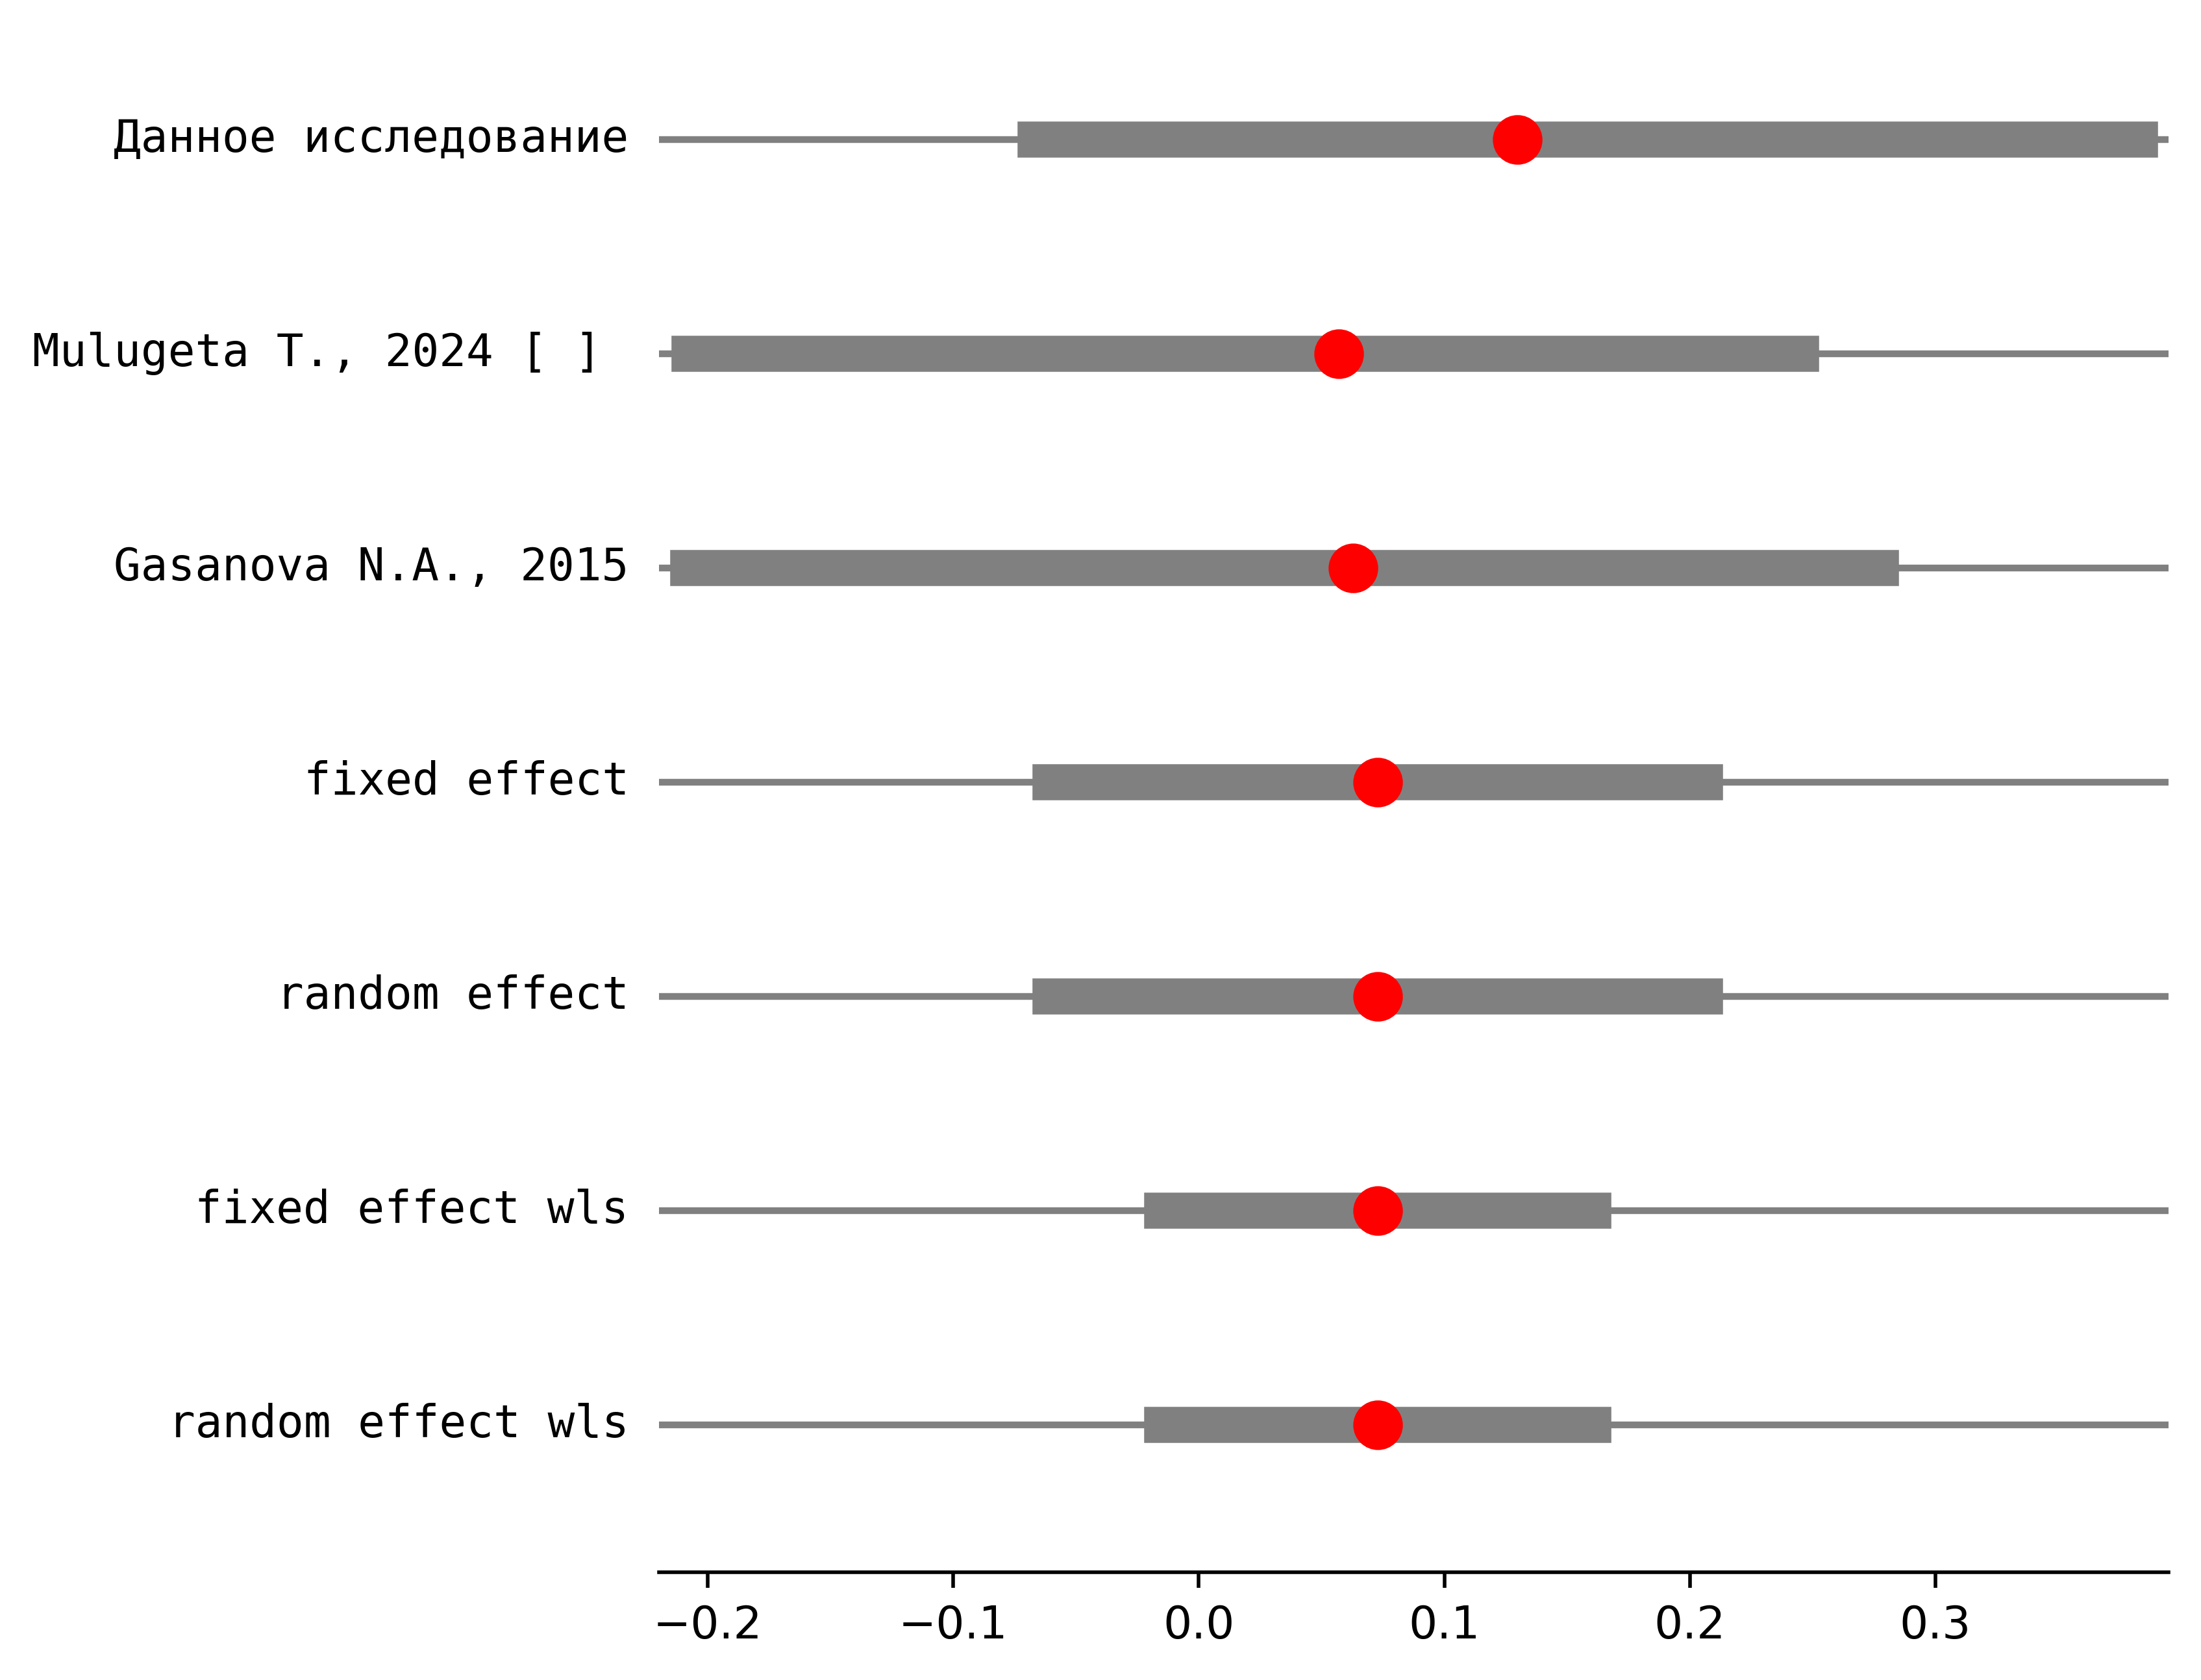 Данное исследование
Mulugeta T., 2024 [ ]
Gasanova N.A., 2015
fixed effect
random effect
fixed effect wls
random effect wls
−0.2 −0.1 0.0 0.1 0.2 0.3